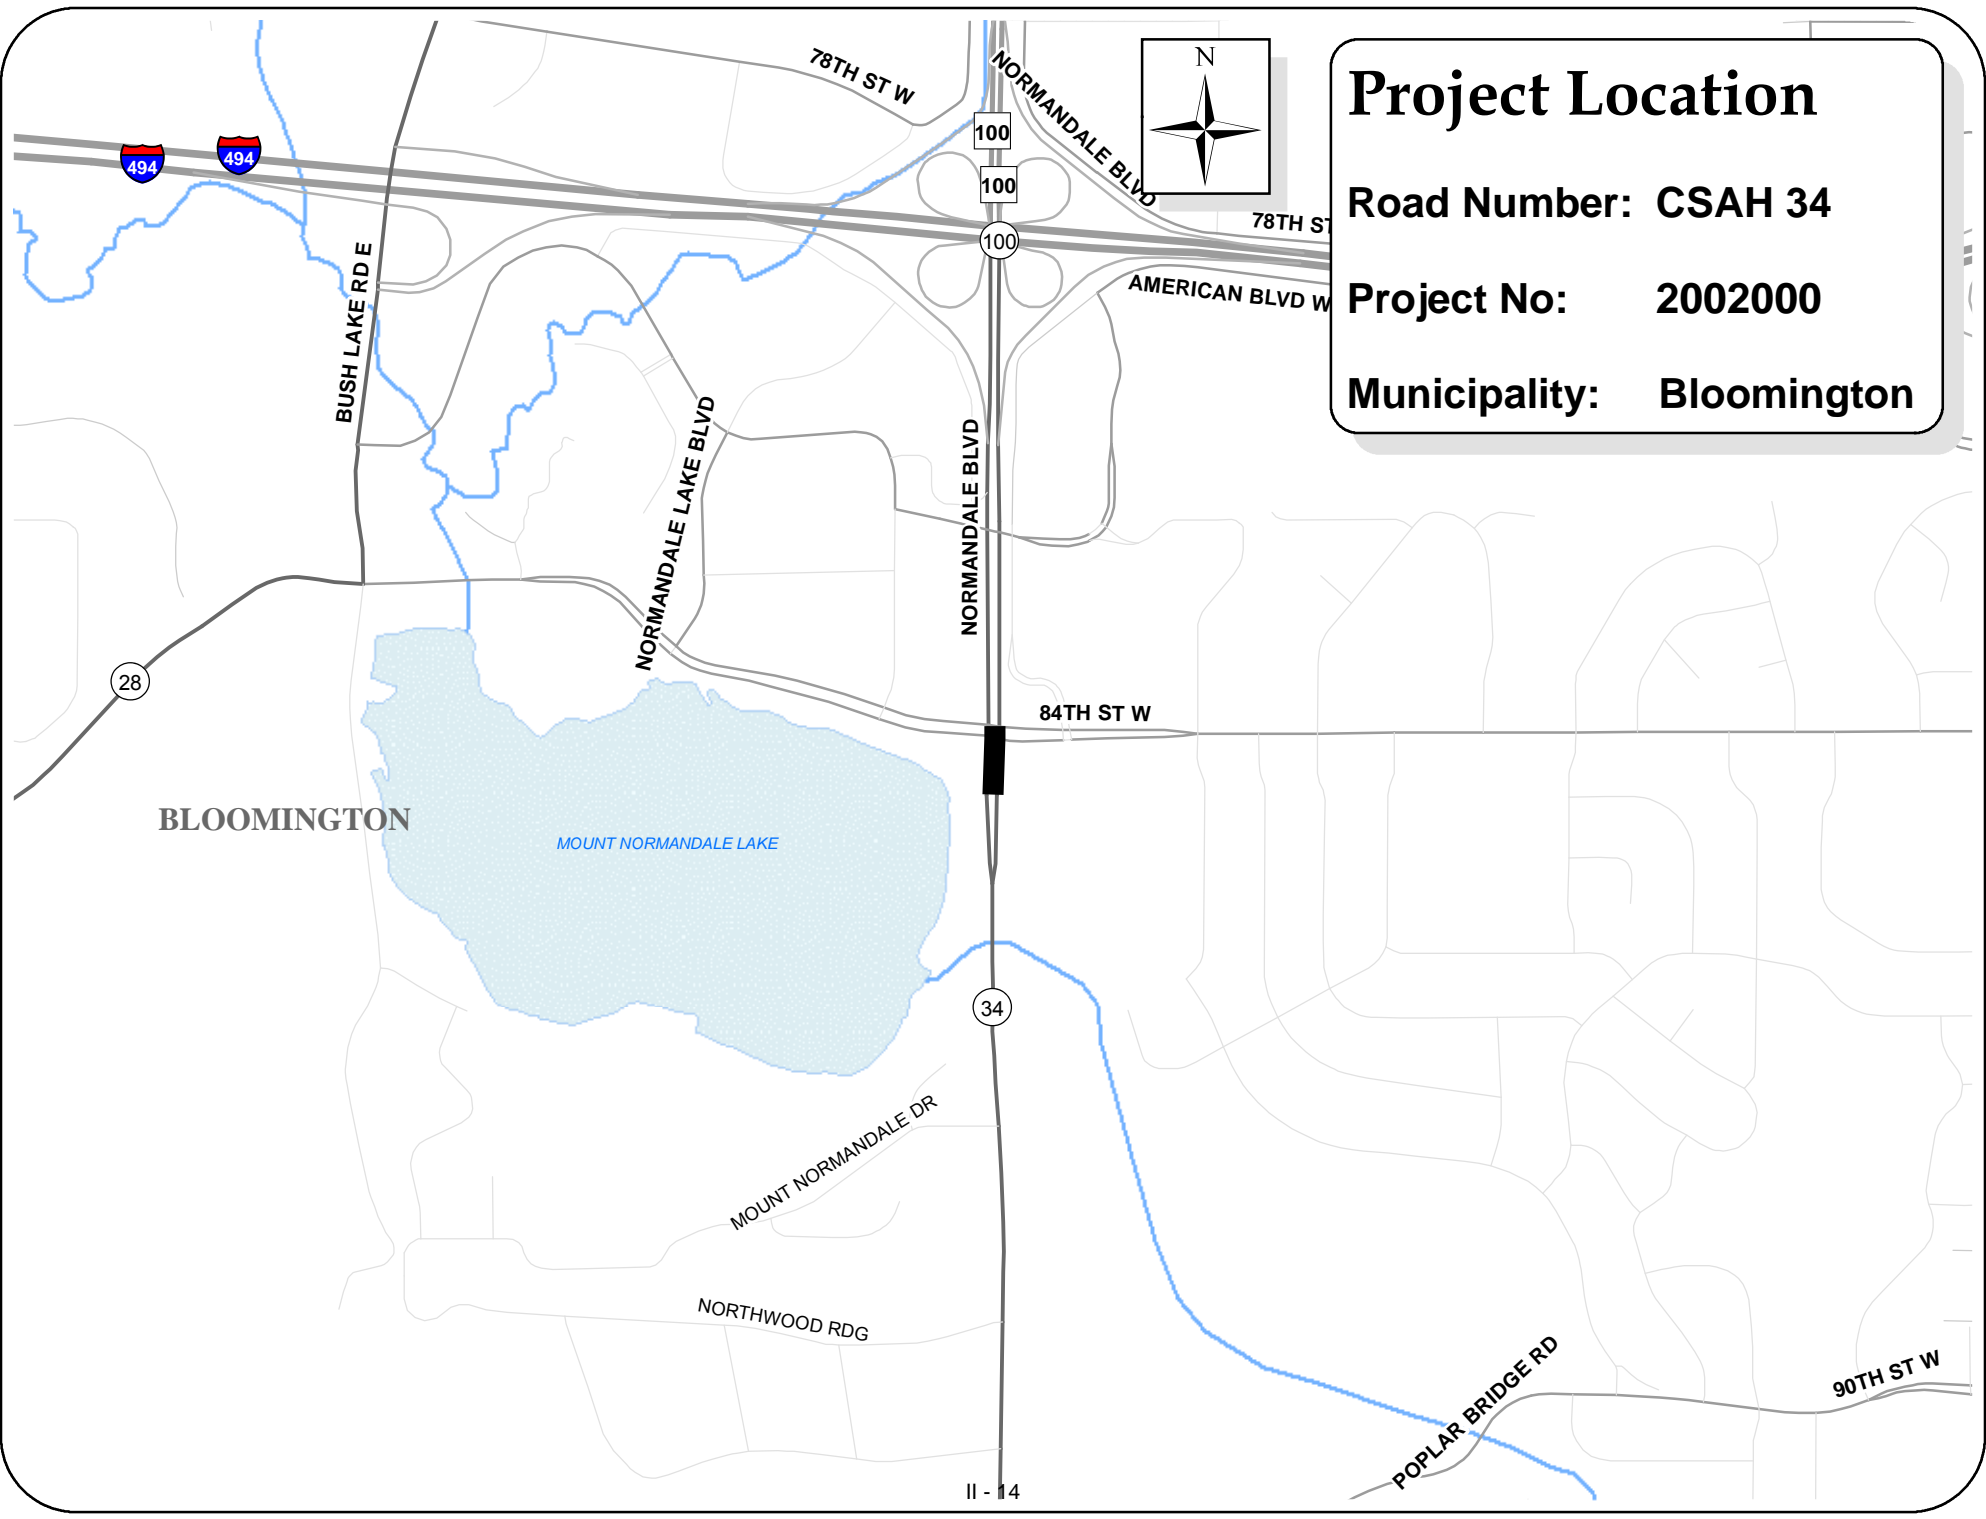 Project Location
Road Number: CSAH 34
Project No: 2002000
Municipality: Bloomington
N
78TH ST W
NORMANDALE BLVD
100
100
100
494
494
78TH ST
AMERICAN BLVD W
BUSH LAKE RD E
NORMANDALE LAKE BLVD
NORMANDALE BLVD
28
84TH ST W
BLOOMINGTON
MOUNT NORMANDALE LAKE
34
MOUNT NORMANDALE DR
NORTHWOOD RDG
POPLAR BRIDGE RD
90TH ST W
II - 14